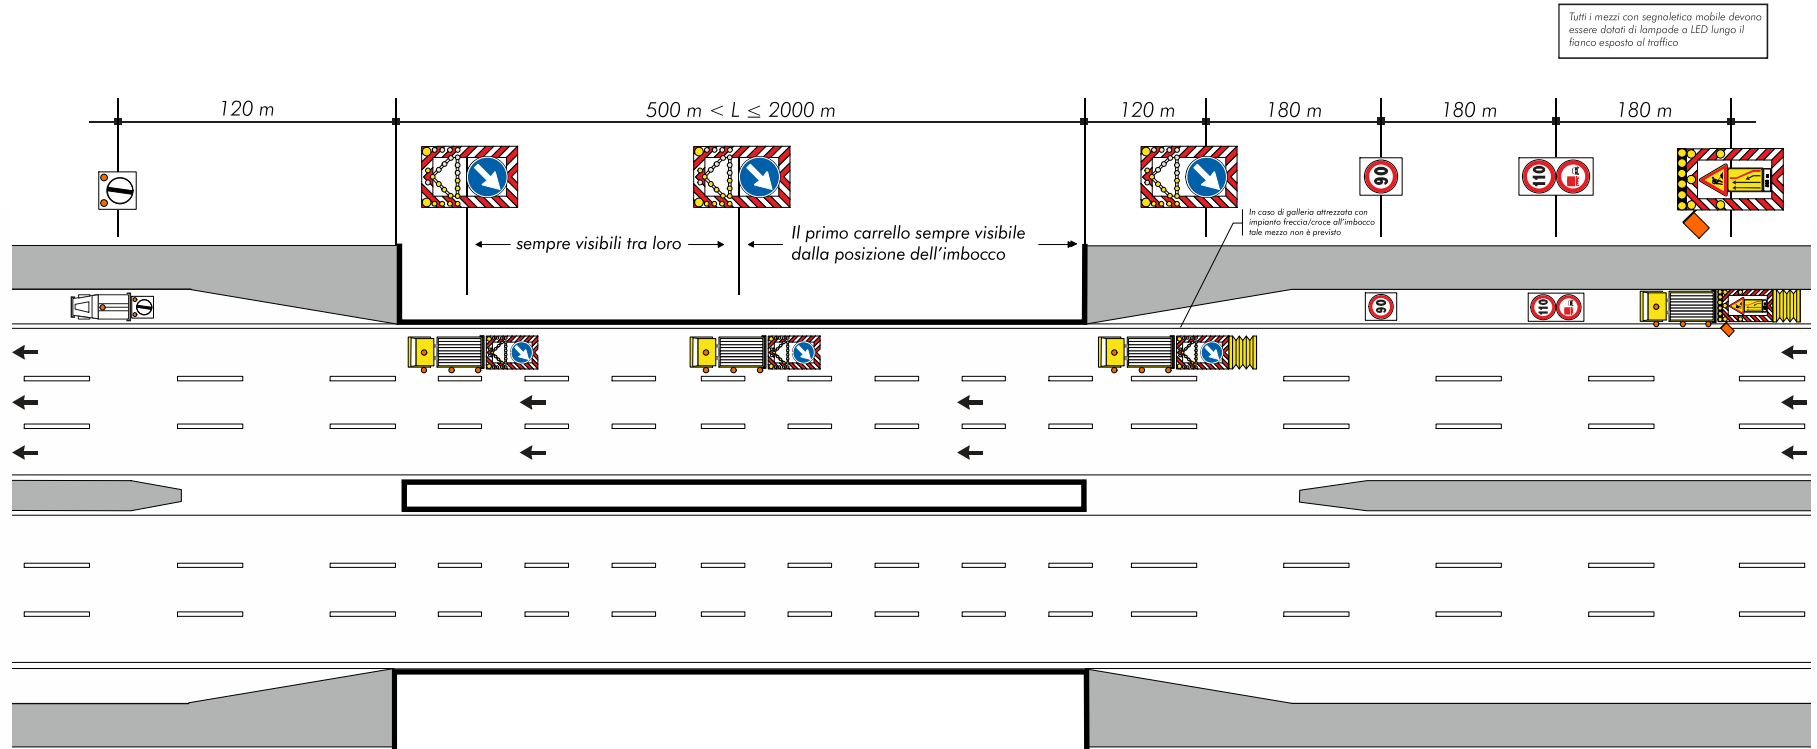 Tutti i mezzi con segnaletica mobile devono
essere dotati di lampade a LED lungo il
fianco esposto al traffico
120 m
500 m < L ≤ 2000 m
120 m
180 m
180 m
180 m
90
110
In caso di galleria attrezzata con
impianto freccia/croce all'imbocco
tale mezzo non è previsto
sempre visibili tra loro
Il primo carrello sempre visibile
dalla posizione dell'imbocco
90
110